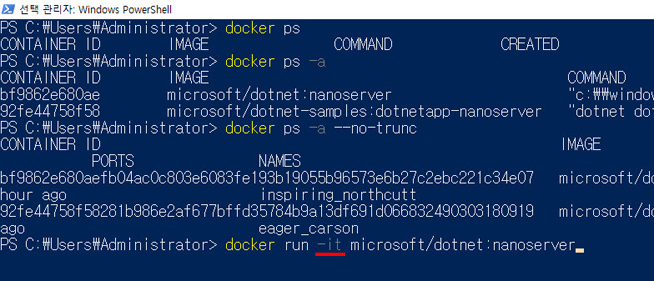 선택 관리자: Windows PowerShell
PS C:₩Users₩Administrator> docker ps
CONTAINER ID IMAGE COMMAND CREATED
PS C:₩Users₩Administrator> docker ps -a
CONTAINER ID IMAGE COMMAND
bf9862e680ae microsoft/dotnet:nanoserver "c:₩₩window
92fe44758f58 microsoft/dotnet-samples:dotnetapp-nanoserver "dotnet dot
PS C:₩Users₩Administrator> docker ps -a --no-trunc
CONTAINER ID IMAGE
PORTS NAMES
bf9862e680aefb04ac0c803e6083fe193b19055b96573e6b27c2ebc221c34e07 microsoft/do
hour ago inspiring_northcutt
92fe44758f58281b986e2af677bffd35784b9a13df691d066832490303180919 microsoft/do
ago eager_carson
PS C:₩Users₩Administrator> docker run -it microsoft/dotnet:nanoserver